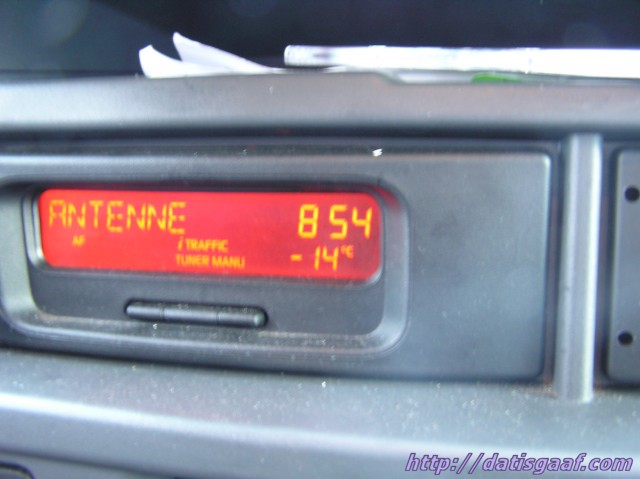 ANTENNE 8 54
AF i TRAFFIC
TUNER MANU -14°C
http://datisgaaf.com/